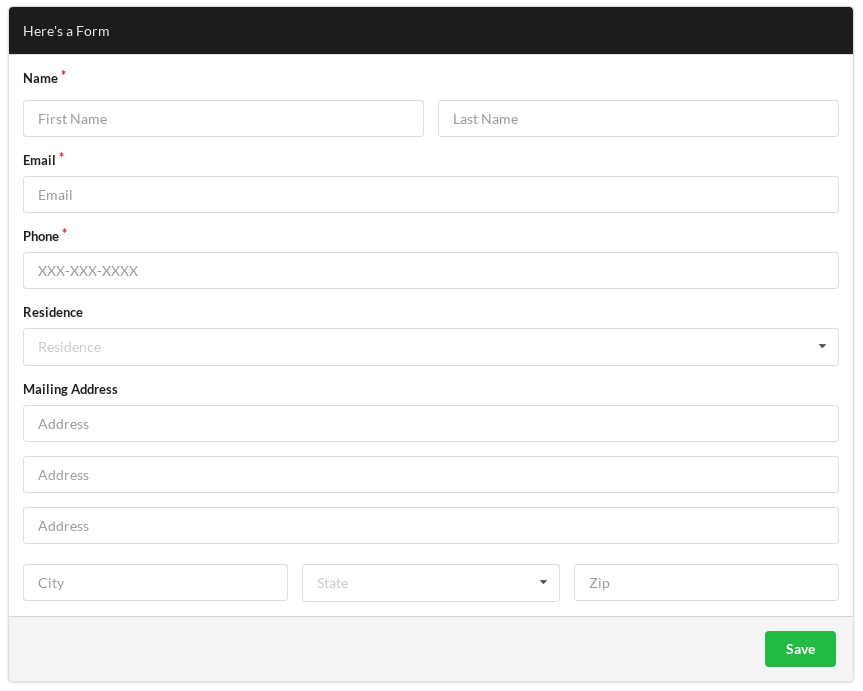 Here's a Form
Name *
First Name Last Name
Email *
Email
Phone *
XXX-XXX-XXXX
Residence
Residence
Mailing Address
Address
Address
Address
City State Zip
Save